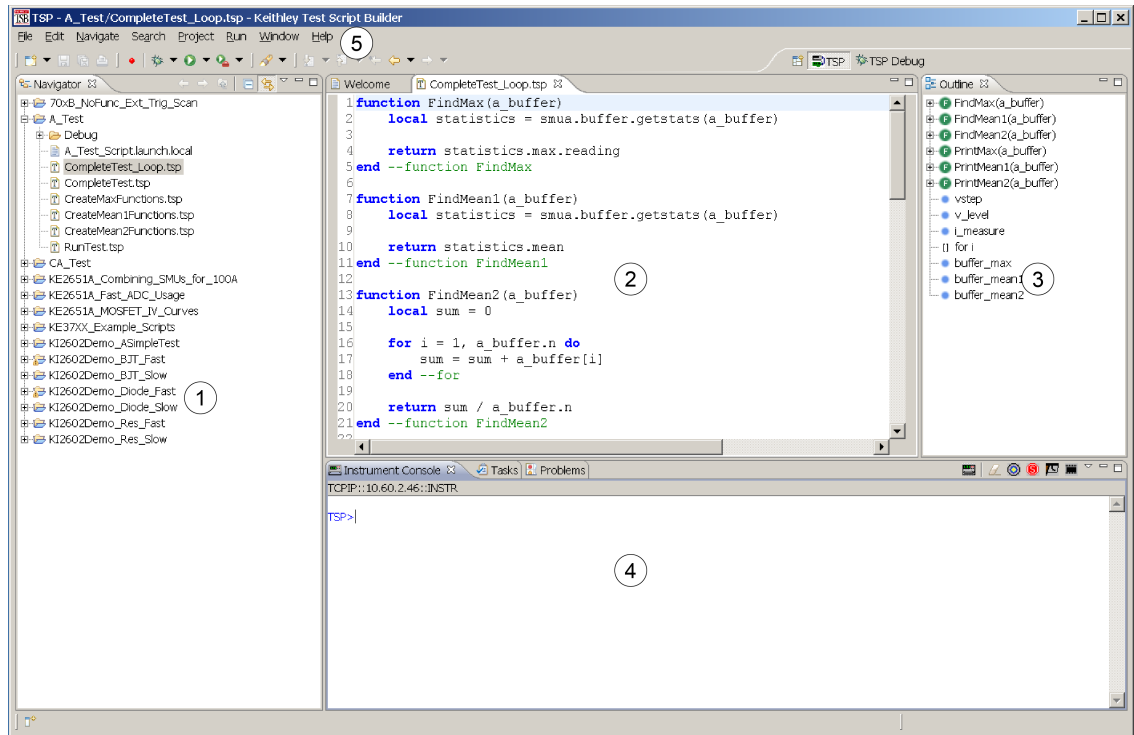 TSB TSP - A_Test/CompleteTest_Loop.tsp - Keithley Test Script Builder
File Edit Navigate Search Project Run Window Help
5
TSP TSP Debug
Navigator
70xB_NoFunc_Ext_Trig_Scan
A_Test
Debug
A_Test_Script.launch.local
CompleteTest_Loop.tsp
CompleteTest.tsp
CreateMaxFunctions.tsp
CreateMean1Functions.tsp
CreateMean2Functions.tsp
RunTest.tsp
CA_Test
KE2651A_Combining_SMUs_for_100A
KE2651A_Fast_ADC_Usage
KE2651A_MOSFET_IV_Curves
KE37XX_Example_Scripts
KI2602Demo_ASimpleTest
KI2602Demo_BJT_Fast
KI2602Demo_BJT_Slow
KI2602Demo_Diode_Fast
KI2602Demo_Diode_Slow
KI2602Demo_Res_Fast
KI2602Demo_Res_Slow
1
Welcome CompleteTest_Loop.tsp
1 function FindMax(a_buffer)
2 local statistics = smua.buffer.getstats(a_buffer)
3
4 return statistics.max.reading
5 end --function FindMax
6
7 function FindMean1(a_buffer)
8 local statistics = smua.buffer.getstats(a_buffer)
9
10 return statistics.mean
11 end --function FindMean1
12
13 function FindMean2(a_buffer)
14 local sum = 0
15
16 for i = 1, a_buffer.n do
17 sum = sum + a_buffer[i]
18 end --for
19
20 return sum / a_buffer.n
21 end --function FindMean2
22
2
Outline
FindMax(a_buffer)
FindMean1(a_buffer)
FindMean2(a_buffer)
PrintMax(a_buffer)
PrintMean1(a_buffer)
PrintMean2(a_buffer)
vstep
v_level
i_measure
for i
buffer_max
buffer_mean1
buffer_mean2
3
Instrument Console Tasks Problems
TCPIP::10.60.2.46::INSTR
TSP>
4